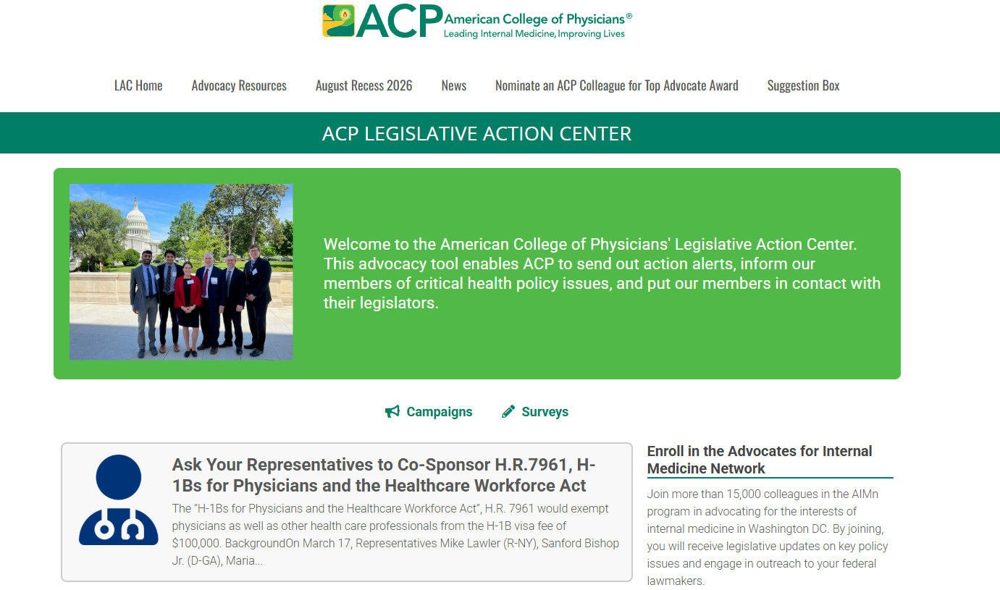 ACP American College of Physicians®
Leading Internal Medicine, Improving Lives
LAC Home
Advocacy Resources
August Recess 2026
News
Nominate an ACP Colleague for Top Advocate Award
Suggestion Box
ACP LEGISLATIVE ACTION CENTER
Welcome to the American College of Physicians' Legislative Action Center.
This advocacy tool enables ACP to send out action alerts, inform our
members of critical health policy issues, and put our members in contact with
their legislators.
Campaigns
Surveys
Ask Your Representatives to Co-Sponsor H.R.7961, H-
1Bs for Physicians and the Healthcare Workforce Act
The “H-1Bs for Physicians and the Healthcare Workforce Act”, H.R. 7961 would exempt
physicians as well as other health care professionals from the H-1B visa fee of
$100,000. BackgroundOn March 17, Representatives Mike Lawler (R-NY), Sanford Bishop
Jr. (D-GA), Maria...
Enroll in the Advocates for Internal
Medicine Network
Join more than 15,000 colleagues in the AIMn
program in advocating for the interests of
internal medicine in Washington DC. By joining,
you will receive legislative updates on key policy
issues and engage in outreach to your federal
lawmakers.